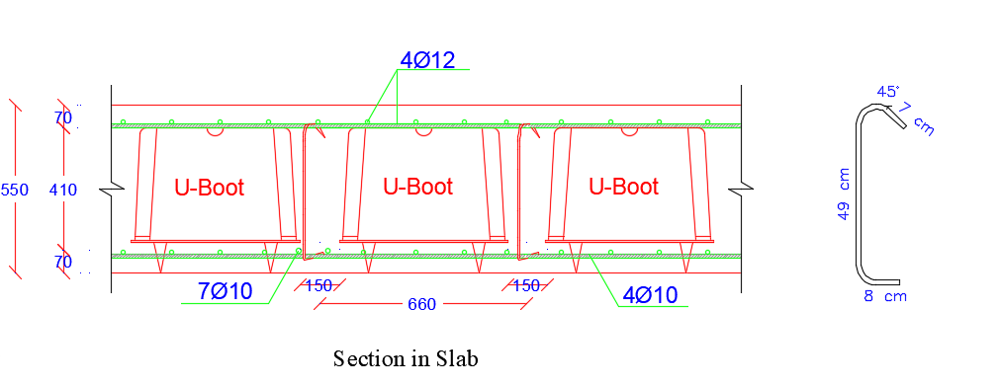 4Ø12
45°
7 cm
70
550
410
U-Boot
U-Boot
U-Boot
49 cm
70
7Ø10
150
660
150
4Ø10
8 cm
Section in Slab